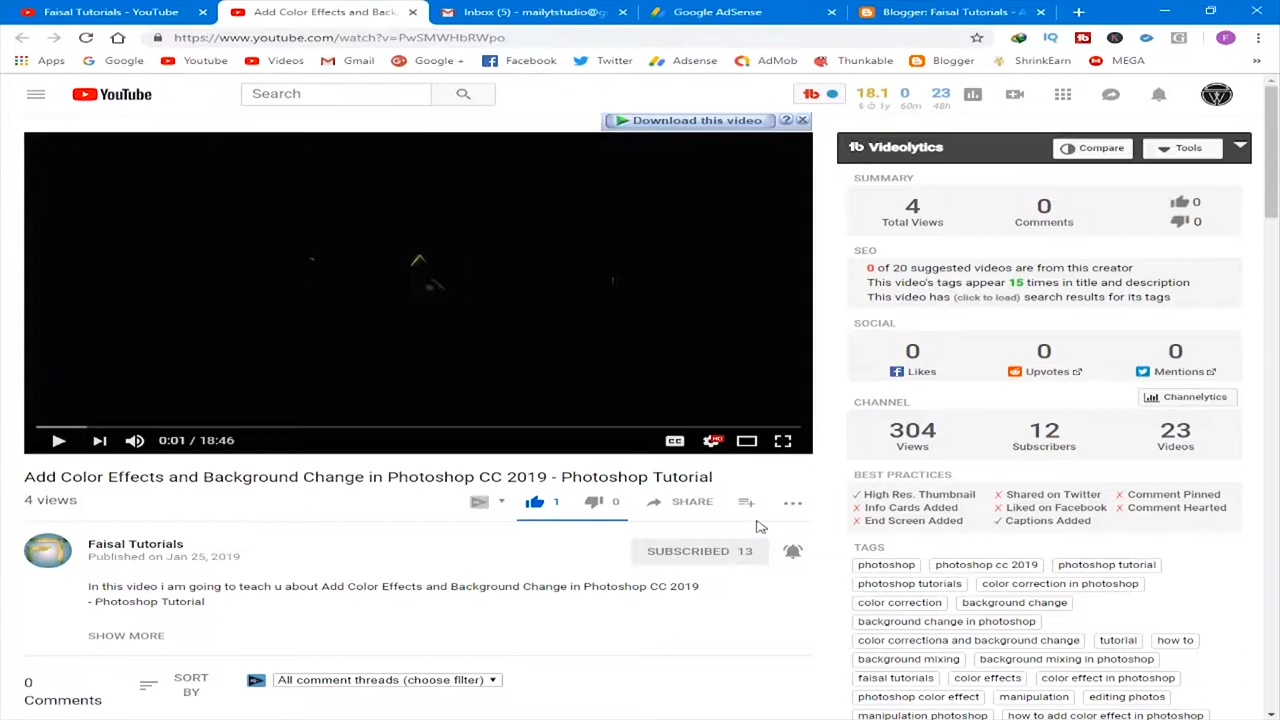 Faisal Tutorials - YouTube
Add Color Effects and Back
Inbox (5) - mailytstudio@g
Google AdSense
Blogger: Faisal Tutorials - A
https://www.youtube.com/watch?v=PwSMWHbRWpo
IQ
tb
K
G
F
Apps
Google
Youtube
Videos
Gmail
Google +
Facebook
Twitter
Adsense
AdMob
Thunkable
Blogger
ShrinkEarn
MEGA
»
YouTube
Search
tb
18.1 0 23
1y 60m 48h
Download this video ? X
tb Videolytics
Compare
Tools
SUMMARY
4
Total Views
0
Comments
0
0
SEO
0 of 20 suggested videos are from this creator
This video's tags appear 15 times in title and description
This video has (click to load) search results for its tags
SOCIAL
0
Likes
0
Upvotes
0
Mentions
CHANNEL
Channelytics
304
Views
12
Subscribers
23
Videos
BEST PRACTICES
✓ High Res. Thumbnail
✗ Shared on Twitter
✗ Comment Pinned
✗ Info Cards Added
✗ Liked on Facebook
✗ Comment Hearted
✗ End Screen Added
✓ Captions Added
TAGS
photoshop
photoshop cc 2019
photoshop tutorial
photoshop tutorials
color correction in photoshop
color correction
background change
background change in photoshop
color correctiona and background change
tutorial
how to
background mixing
background mixing in photoshop
faisal tutorials
color effects
color effect in photoshop
photoshop color effect
manipulation
editing photos
manipulation photoshop
how to add color effect in photoshop
0:01 / 18:46
CC
HD
Add Color Effects and Background Change in Photoshop CC 2019 - Photoshop Tutorial
4 views
1
0
SHARE
Faisal Tutorials
Published on Jan 25, 2019
SUBSCRIBED 13
In this video i am going to teach u about Add Color Effects and Background Change in Photoshop CC 2019
- Photoshop Tutorial
SHOW MORE
0
Comments
SORT
BY
All comment threads (choose filter)